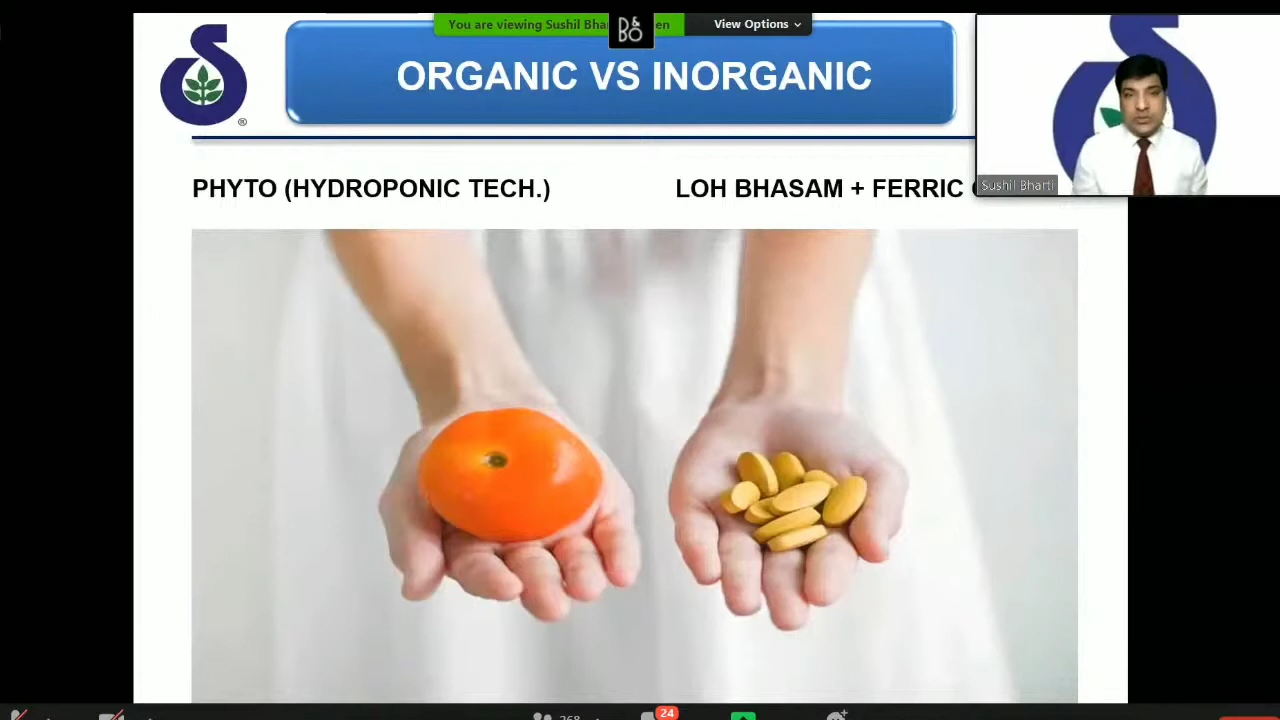 You are viewing Sushil Bha
en
View Options
ORGANIC VS INORGANIC
®
PHYTO (HYDROPONIC TECH.)
LOH BHASAM + FERRIC
Sushil Bharti
24